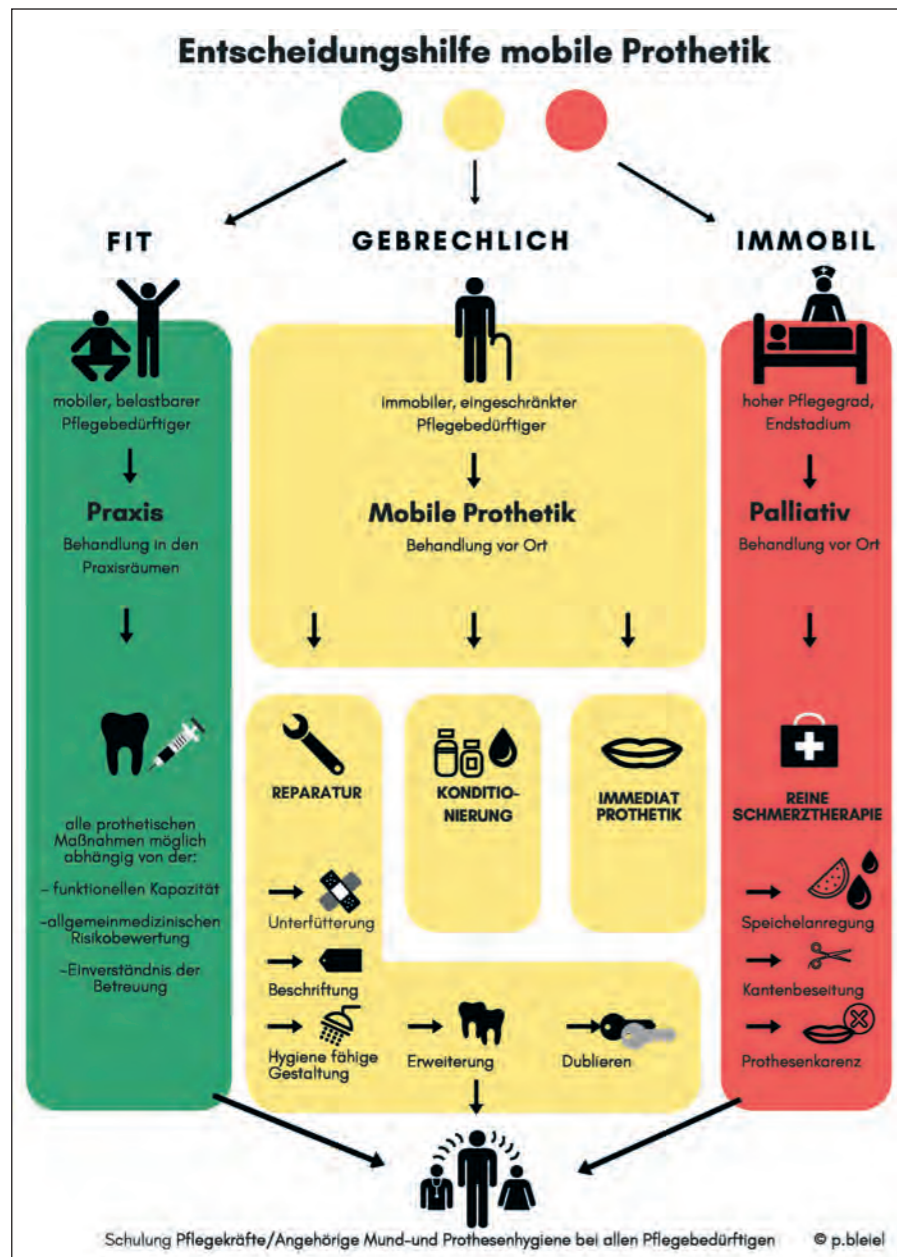 Entscheidungshilfe mobile Prothetik
FIT
mobiler, belastbarer
Pflegebedürftiger
Praxis
Behandlung in den
Praxisräumen
alle prothetischen
Maßnahmen möglich
abhängig von der:
- funktionellen Kapazität
-allgemeinmedizinischen
Risikobewertung
-Einverständnis der
Betreuung
GEBRECHLICH
immobiler, eingeschränkter
Pflegebedürftiger
Mobile Prothetik
Behandlung vor Ort
REPARATUR
KONDITIO-
NIERUNG
IMMEDIAT
PROTHETIK
Unterfütterung
Beschriftung
Hygiene fähige
Gestaltung
Erweiterung
Dublieren
IMMOBIL
hoher Pflegegrad,
Endstadium
Palliativ
Behandlung vor Ort
REINE
SCHMERZTHERAPIE
Speichelanregung
Kantenbeseitung
Prothesenkarenz
Schulung Pflegekräfte/Angehörige Mund-und Prothesenhygiene bei allen Pflegebedürftigen © p.bleiel